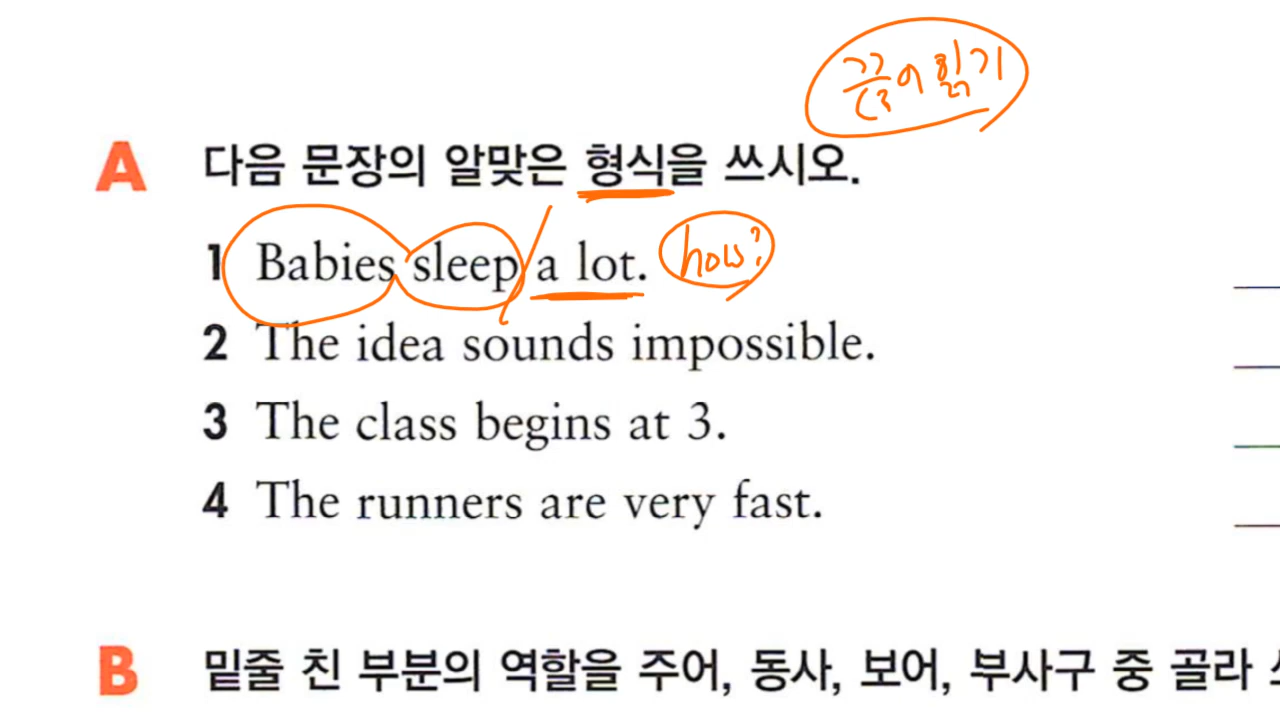 끊어 읽기
A 다음 문장의 알맞은 형식을 쓰시오.
1 Babies sleep / a lot. how?
2 The idea sounds impossible.
3 The class begins at 3.
4 The runners are very fast.
B 밑줄 친 부분의 역할을 주어, 동사, 보어, 부사구 중 골라